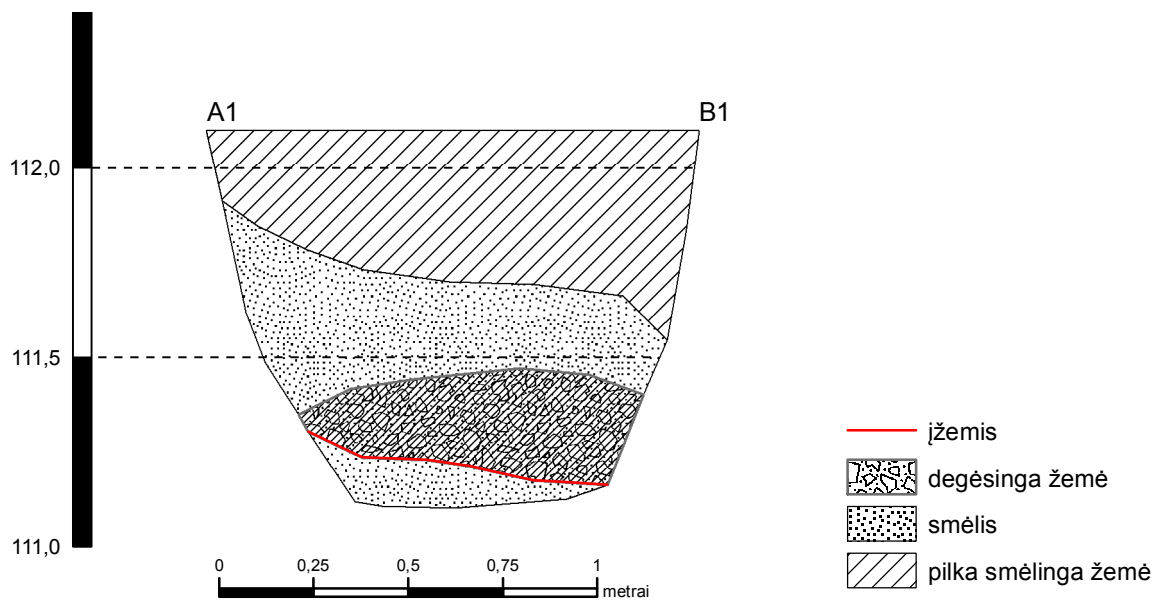 A1 B1
112,0
111,5
111,0
0 0,25 0,5 0,75 1
metrai
įžemis
degėsinga žemė
smėlis
pilka smėlinga žemė